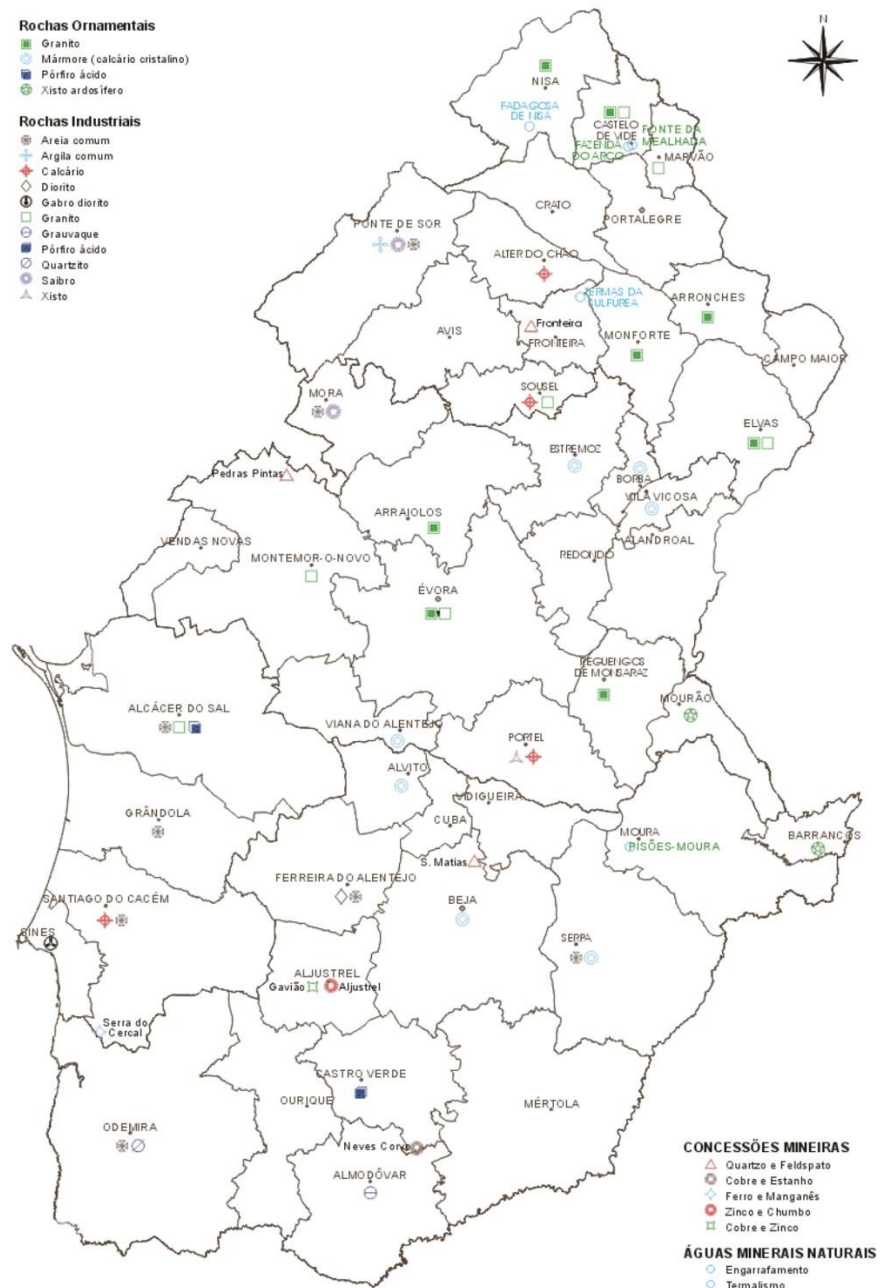 Rochas Ornamentais
Granito
Mármore (calcário cristalino)
Pórfiro ácido
Xisto ardosífero
Rochas Industriais
Areia comum
Argila comum
Calcário
Diorito
Gabro diorito
Granito
Grauvaque
Pórfiro ácido
Quartzito
Saibro
Xisto
N
NISA
FADAGOSA
DE NISA
CASTELO
DE VIDE
FONTE DA
MEALHADA
FAZENDA
DO ARCO
MARVÃO
CRATO
PORTALEGRE
PONTE DE SOR
ALTER DO CHÃO
TERMAS DA
SULFÚREA
ARRONCHES
Fronteira
FRONTEIRA
AVIS
MONFORTE
CAMPO MAIOR
SOUSEL
MORA
ELVAS
ESTREMOZ
Pedras Pintas
BORBA
VILA VICOSA
ARRAIOLOS
VENDAS NOVAS
ALANDROAL
MONTEMOR-O-NOVO
REDONDO
ÉVORA
REGUENGOS
DE MONSARAZ
MOURÃO
ALCÁCER DO SAL
VIANA DO ALENTEJO
PORTEL
ALVITO
VIDIGUEIRA
GRÂNDOLA
CUBA
MOURA
BARRANCOS
PISÕES-MOURA
S. Matias
FERREIRA DO ALENTEJO
SANTIAGO DO CACÉM
BEJA
SINES
SERPA
ALJUSTREL
Gavião
Aljustrel
Serra do
Cercal
CASTRO VERDE
OURIQUE
MÉRTOLA
ODEMIRA
Neves Corvo
ALMODÔVAR
CONCESSÕES MINEIRAS
Quartzo e Feldspato
Cobre e Estanho
Ferro e Manganês
Zinco e Chumbo
Cobre e Zinco
ÁGUAS MINERAIS NATURAIS
Engarrafamento
Termalismo